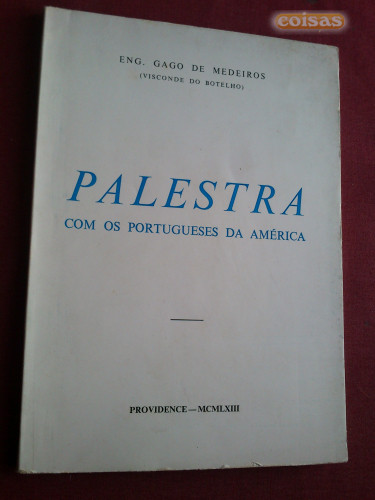 coisas
ENG. GAGO DE MEDEIROS
(VISCONDE DO BOTELHO)
PALESTRA
COM OS PORTUGUESES DA AMÉRICA
PROVIDENCE — MCMLXIII